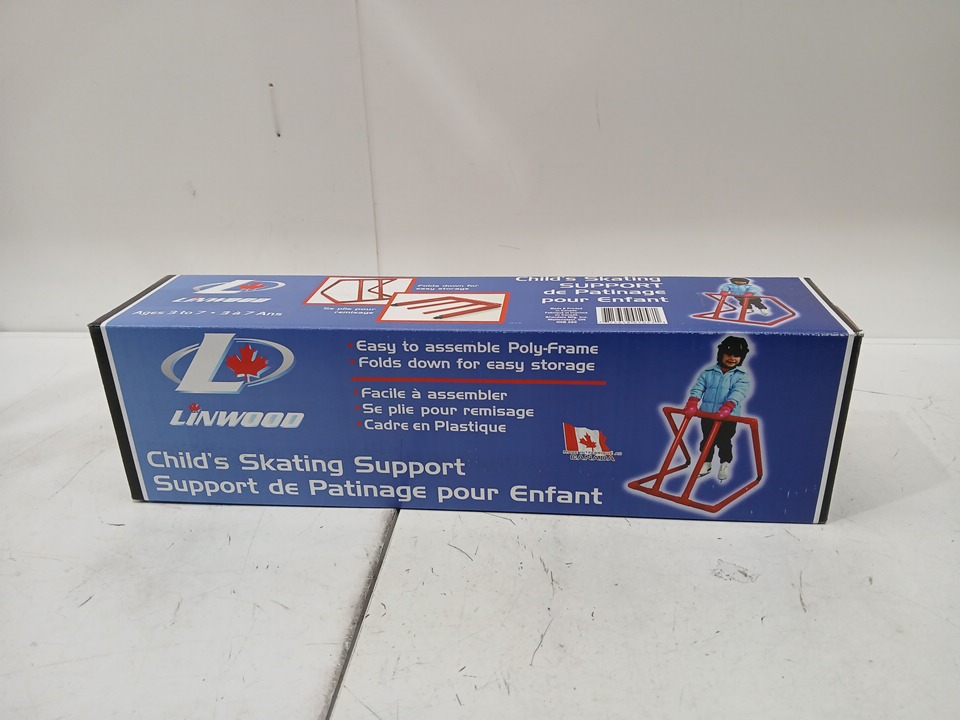 LINWOOD
Ages 3 to 7 - 3 à 7 Ans
Folds down for
easy storage
Se plie pour
remisage
Child's Skating
SUPPORT
de Patinage
pour Enfant
L
LINWOOD
Easy to assemble Poly-Frame
Folds down for easy storage
Facile à assembler
Se plie pour remisage
Cadre en Plastique
CANADA
Child's Skating Support
Support de Patinage pour Enfant